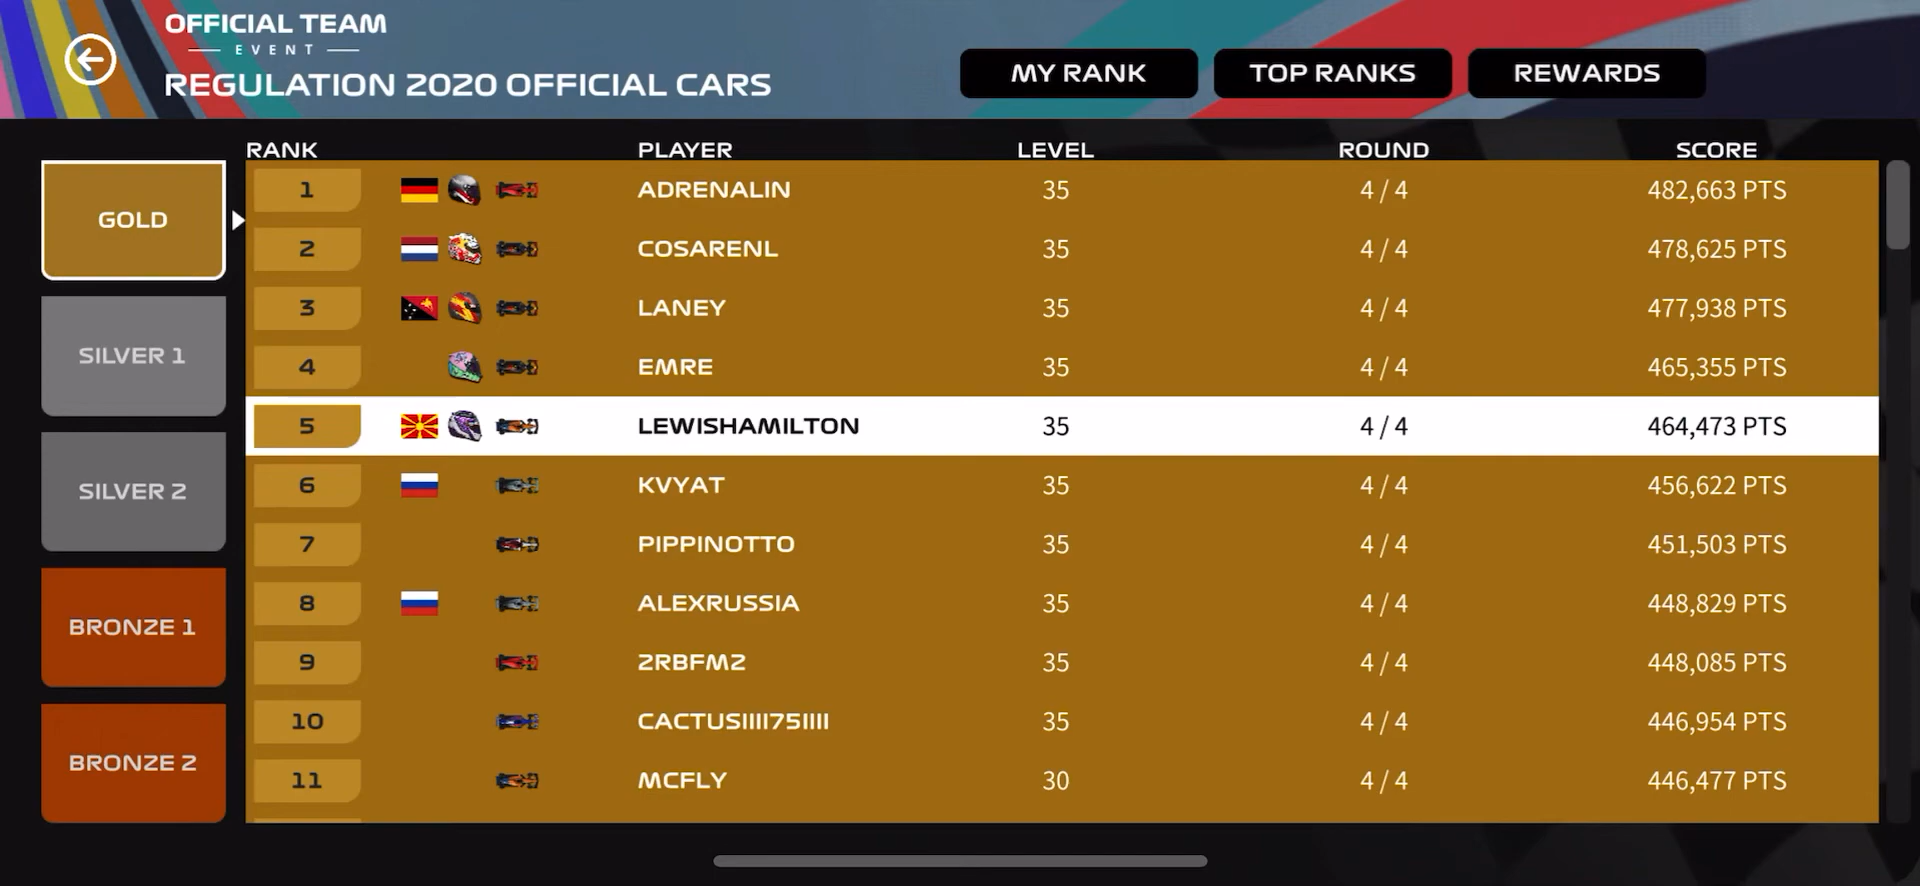 OFFICIAL TEAM
EVENT
REGULATION 2020 OFFICIAL CARS
MY RANK TOP RANKS REWARDS
RANK PLAYER LEVEL ROUND SCORE
GOLD
SILVER 1
SILVER 2
BRONZE 1
BRONZE 2
1 ADRENALIN 35 4 / 4 482,663 PTS
2 COSARENL 35 4 / 4 478,625 PTS
3 LANEY 35 4 / 4 477,938 PTS
4 EMRE 35 4 / 4 465,355 PTS
5 LEWISHAMILTON 35 4 / 4 464,473 PTS
6 KVYAT 35 4 / 4 456,622 PTS
7 PIPPINOTTO 35 4 / 4 451,503 PTS
8 ALEXRUSSIA 35 4 / 4 448,829 PTS
9 2RBFM2 35 4 / 4 448,085 PTS
10 CACTUSIIII75IIII 35 4 / 4 446,954 PTS
11 MCFLY 30 4 / 4 446,477 PTS